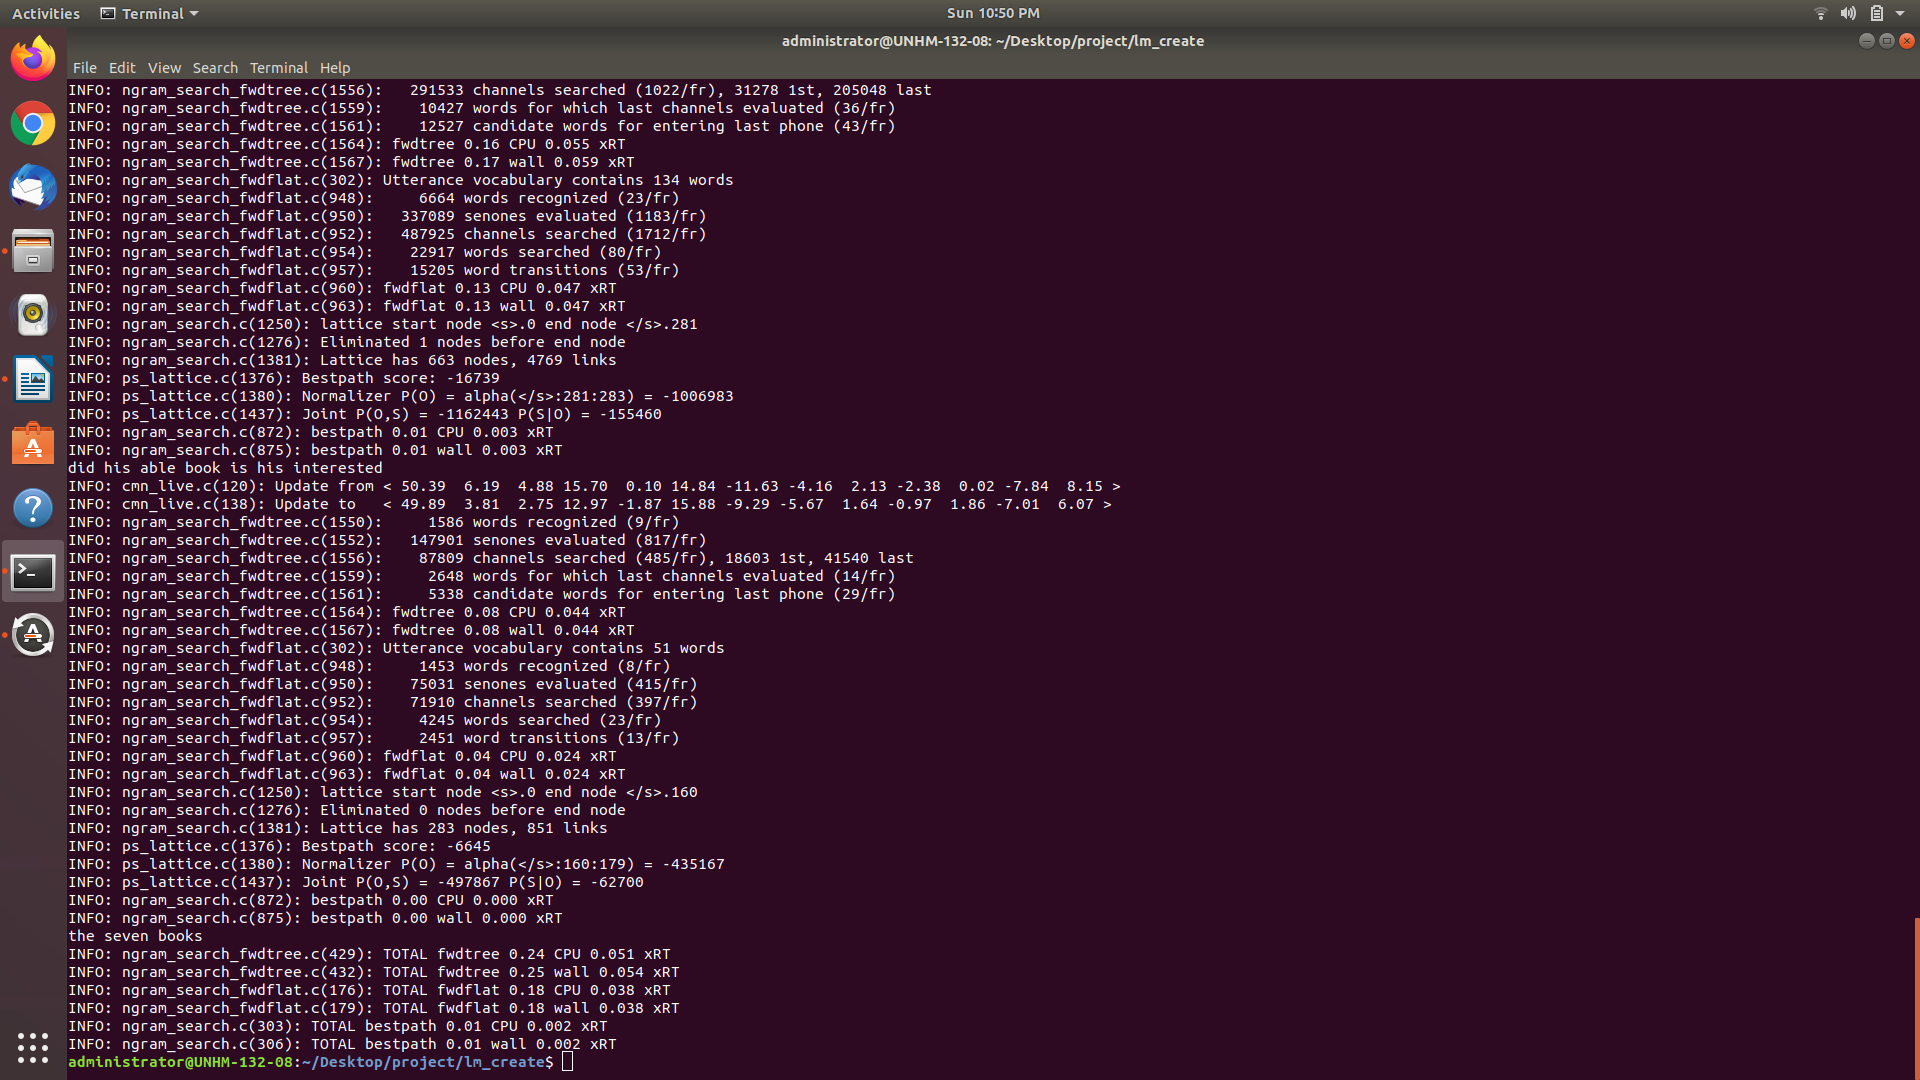 Activities Terminal Sun 10:50 PM
administrator@UNHM-132-08: ~/Desktop/project/lm_create
File Edit View Search Terminal Help
INFO: ngram_search_fwdtree.c(1556):   291533 channels searched (1022/fr), 31278 1st, 205048 last
INFO: ngram_search_fwdtree.c(1559):    10427 words for which last channels evaluated (36/fr)
INFO: ngram_search_fwdtree.c(1561):    12527 candidate words for entering last phone (43/fr)
INFO: ngram_search_fwdtree.c(1564): fwdtree 0.16 CPU 0.055 xRT
INFO: ngram_search_fwdtree.c(1567): fwdtree 0.17 wall 0.059 xRT
INFO: ngram_search_fwdflat.c(302): Utterance vocabulary contains 134 words
INFO: ngram_search_fwdflat.c(948):     6664 words recognized (23/fr)
INFO: ngram_search_fwdflat.c(950):   337089 senones evaluated (1183/fr)
INFO: ngram_search_fwdflat.c(952):   487925 channels searched (1712/fr)
INFO: ngram_search_fwdflat.c(954):    22917 words searched (80/fr)
INFO: ngram_search_fwdflat.c(957):    15205 word transitions (53/fr)
INFO: ngram_search_fwdflat.c(960): fwdflat 0.13 CPU 0.047 xRT
INFO: ngram_search_fwdflat.c(963): fwdflat 0.13 wall 0.047 xRT
INFO: ngram_search.c(1250): lattice start node <s>.0 end node </s>.281
INFO: ngram_search.c(1276): Eliminated 1 nodes before end node
INFO: ngram_search.c(1381): Lattice has 663 nodes, 4769 links
INFO: ps_lattice.c(1376): Bestpath score: -16739
INFO: ps_lattice.c(1380): Normalizer P(O) = alpha(</s>:281:283) = -1006983
INFO: ps_lattice.c(1437): Joint P(O,S) = -1162443 P(S|O) = -155460
INFO: ngram_search.c(872): bestpath 0.01 CPU 0.003 xRT
INFO: ngram_search.c(875): bestpath 0.01 wall 0.003 xRT
did his able book is his interested
INFO: cmn_live.c(120): Update from < 50.39  6.19  4.88 15.70  0.10 14.84 -11.63 -4.16  2.13 -2.38  0.02 -7.84  8.15 >
INFO: cmn_live.c(138): Update to   < 49.89  3.81  2.75 12.97 -1.87 15.88 -9.29 -5.67  1.64 -0.97  1.86 -7.01  6.07 >
INFO: ngram_search_fwdtree.c(1550):     1586 words recognized (9/fr)
INFO: ngram_search_fwdtree.c(1552):   147901 senones evaluated (817/fr)
INFO: ngram_search_fwdtree.c(1556):    87809 channels searched (485/fr), 18603 1st, 41540 last
INFO: ngram_search_fwdtree.c(1559):     2648 words for which last channels evaluated (14/fr)
INFO: ngram_search_fwdtree.c(1561):     5338 candidate words for entering last phone (29/fr)
INFO: ngram_search_fwdtree.c(1564): fwdtree 0.08 CPU 0.044 xRT
INFO: ngram_search_fwdtree.c(1567): fwdtree 0.08 wall 0.044 xRT
INFO: ngram_search_fwdflat.c(302): Utterance vocabulary contains 51 words
INFO: ngram_search_fwdflat.c(948):     1453 words recognized (8/fr)
INFO: ngram_search_fwdflat.c(950):    75031 senones evaluated (415/fr)
INFO: ngram_search_fwdflat.c(952):    71910 channels searched (397/fr)
INFO: ngram_search_fwdflat.c(954):     4245 words searched (23/fr)
INFO: ngram_search_fwdflat.c(957):     2451 word transitions (13/fr)
INFO: ngram_search_fwdflat.c(960): fwdflat 0.04 CPU 0.024 xRT
INFO: ngram_search_fwdflat.c(963): fwdflat 0.04 wall 0.024 xRT
INFO: ngram_search.c(1250): lattice start node <s>.0 end node </s>.160
INFO: ngram_search.c(1276): Eliminated 0 nodes before end node
INFO: ngram_search.c(1381): Lattice has 283 nodes, 851 links
INFO: ps_lattice.c(1376): Bestpath score: -6645
INFO: ps_lattice.c(1380): Normalizer P(O) = alpha(</s>:160:179) = -435167
INFO: ps_lattice.c(1437): Joint P(O,S) = -497867 P(S|O) = -62700
INFO: ngram_search.c(872): bestpath 0.00 CPU 0.000 xRT
INFO: ngram_search.c(875): bestpath 0.00 wall 0.000 xRT
the seven books
INFO: ngram_search_fwdtree.c(429): TOTAL fwdtree 0.24 CPU 0.051 xRT
INFO: ngram_search_fwdtree.c(432): TOTAL fwdtree 0.25 wall 0.054 xRT
INFO: ngram_search_fwdflat.c(176): TOTAL fwdflat 0.18 CPU 0.038 xRT
INFO: ngram_search_fwdflat.c(179): TOTAL fwdflat 0.18 wall 0.038 xRT
INFO: ngram_search.c(303): TOTAL bestpath 0.01 CPU 0.002 xRT
INFO: ngram_search.c(306): TOTAL bestpath 0.01 wall 0.002 xRT
administrator@UNHM-132-08:~/Desktop/project/lm_create$